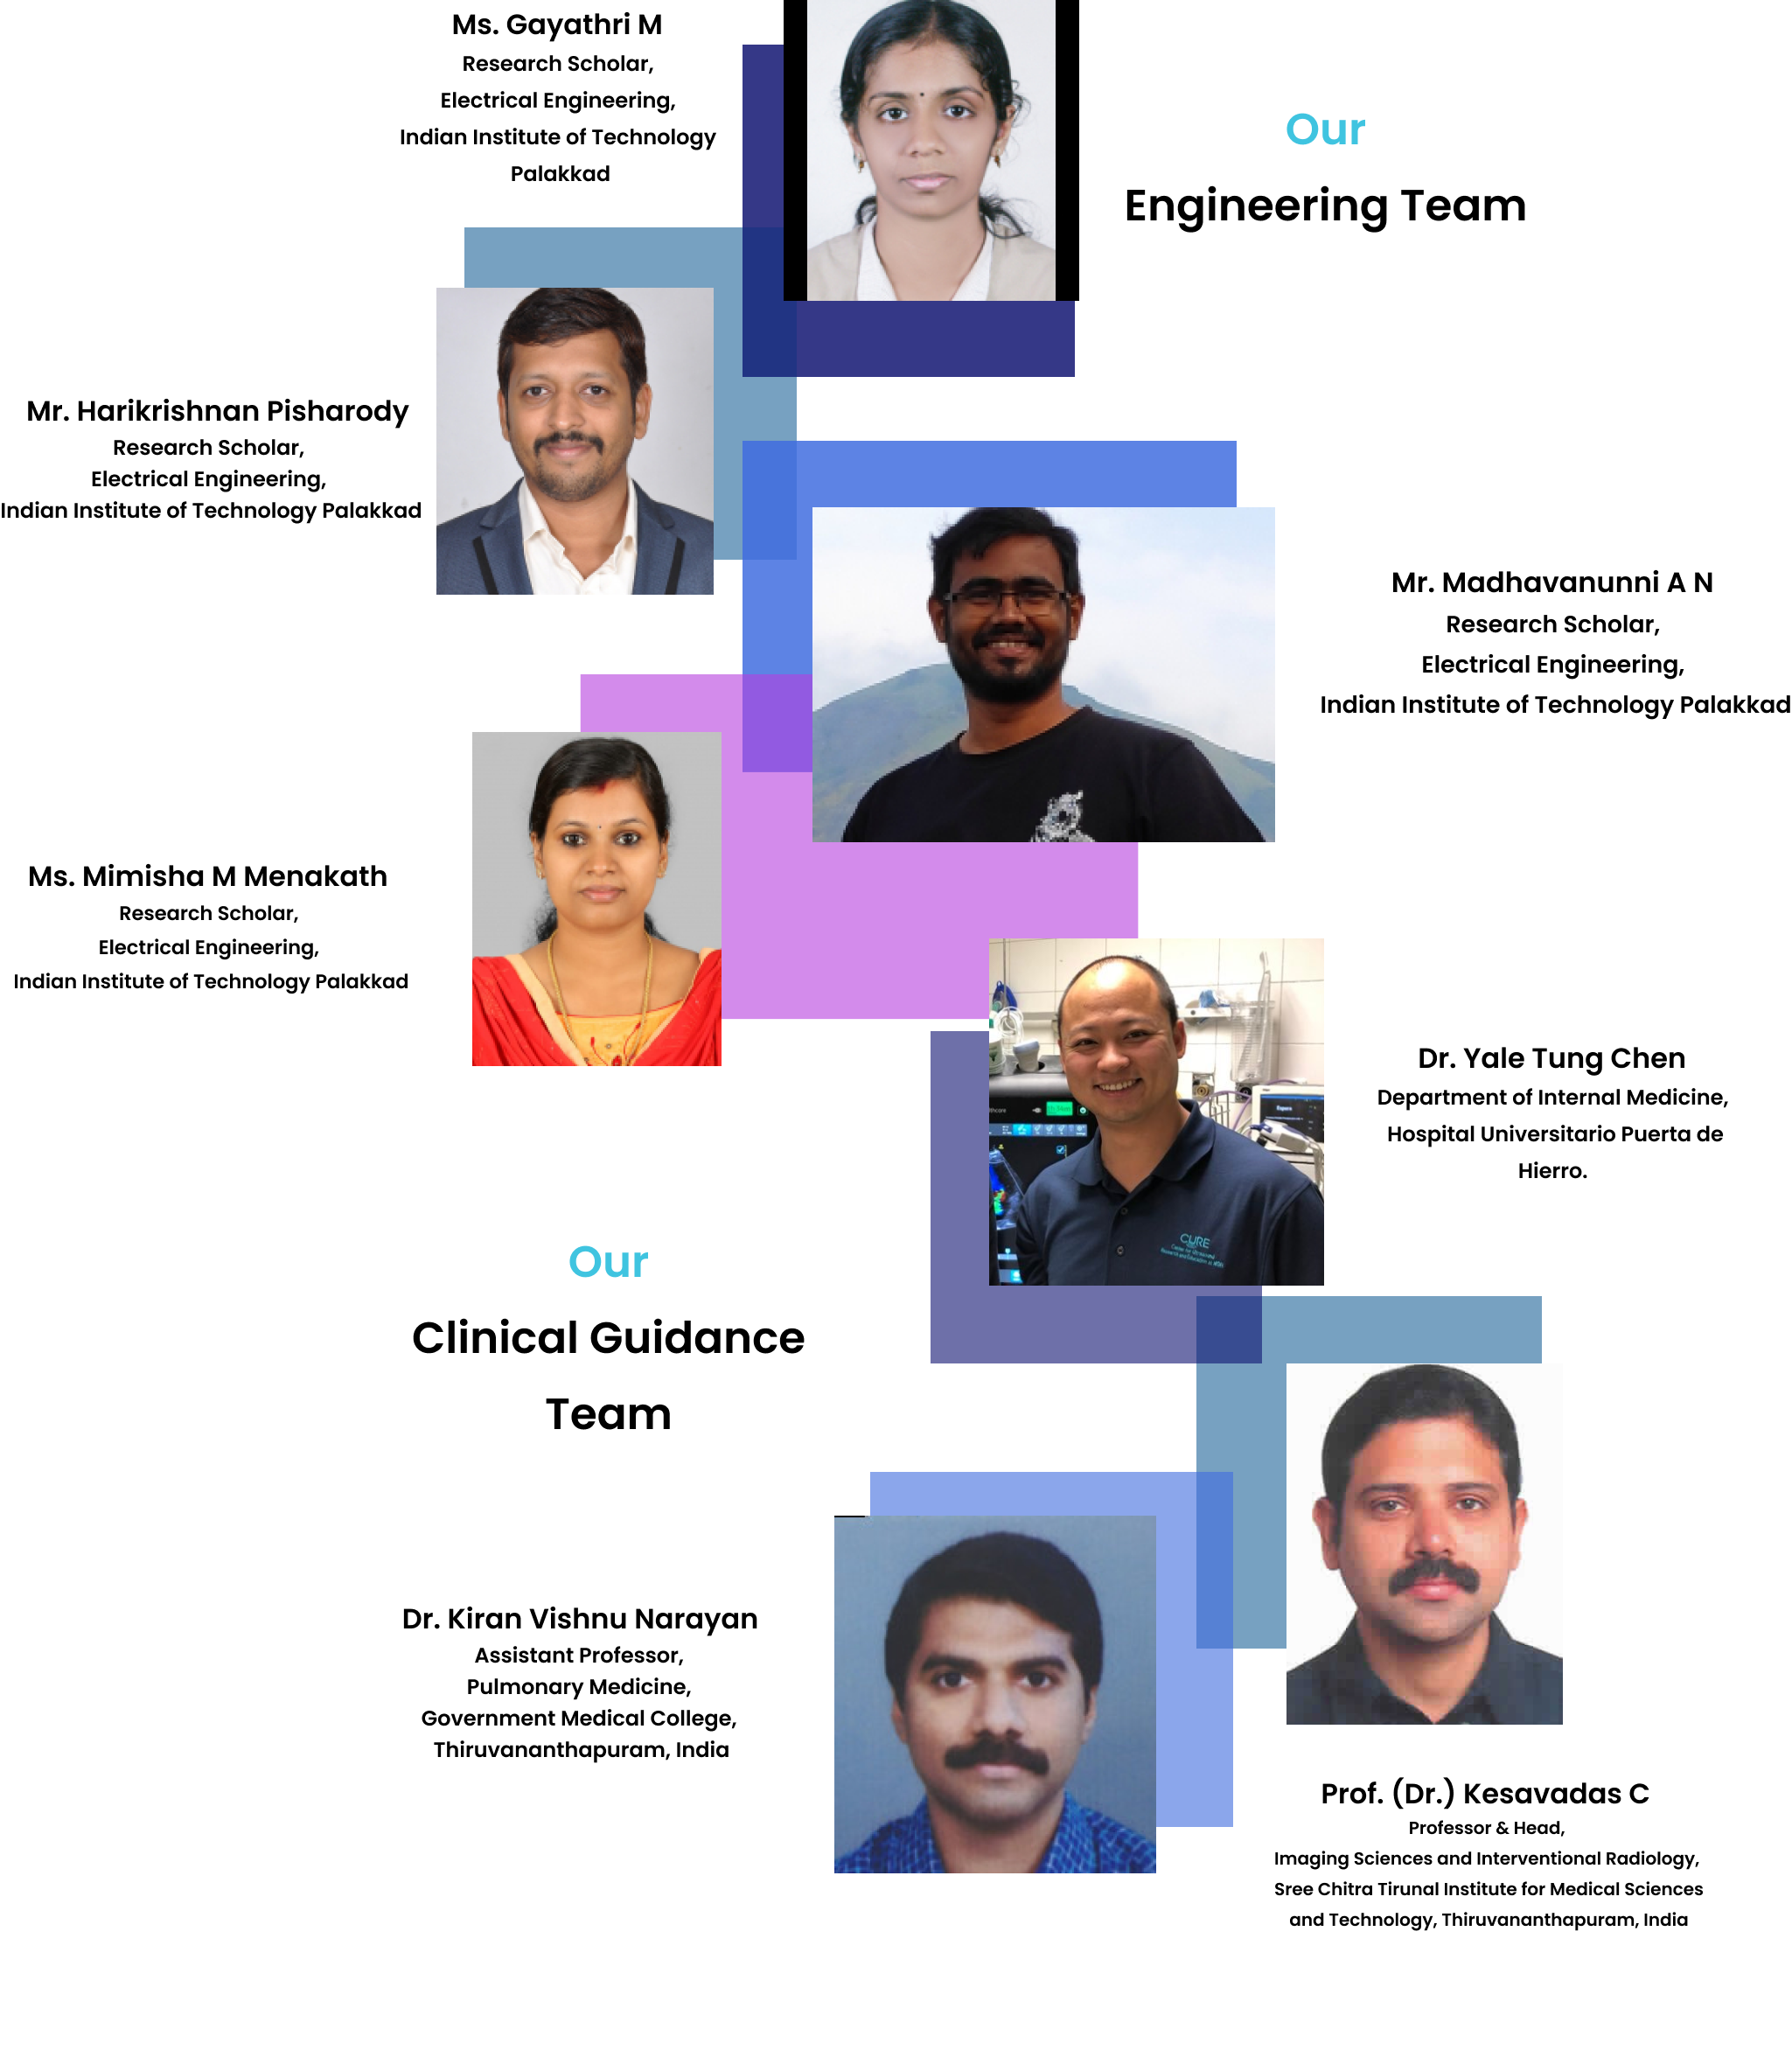 Ms. Gayathri M
Research Scholar,
Electrical Engineering,
Indian Institute of Technology
Palakkad
Our
Engineering Team
Mr. Harikrishnan Pisharody
Research Scholar,
Electrical Engineering,
Indian Institute of Technology Palakkad
Mr. Madhavanunni A N
Research Scholar,
Electrical Engineering,
Indian Institute of Technology Palakkad
Ms. Mimisha M Menakath
Research Scholar,
Electrical Engineering,
Indian Institute of Technology Palakkad
Dr. Yale Tung Chen
Department of Internal Medicine,
Hospital Universitario Puerta de
Hierro.
CURE
Our
Clinical Guidance
Team
Dr. Kiran Vishnu Narayan
Assistant Professor,
Pulmonary Medicine,
Government Medical College,
Thiruvananthapuram, India
Prof. (Dr.) Kesavadas C
Professor & Head,
Imaging Sciences and Interventional Radiology,
Sree Chitra Tirunal Institute for Medical Sciences
and Technology, Thiruvananthapuram, India